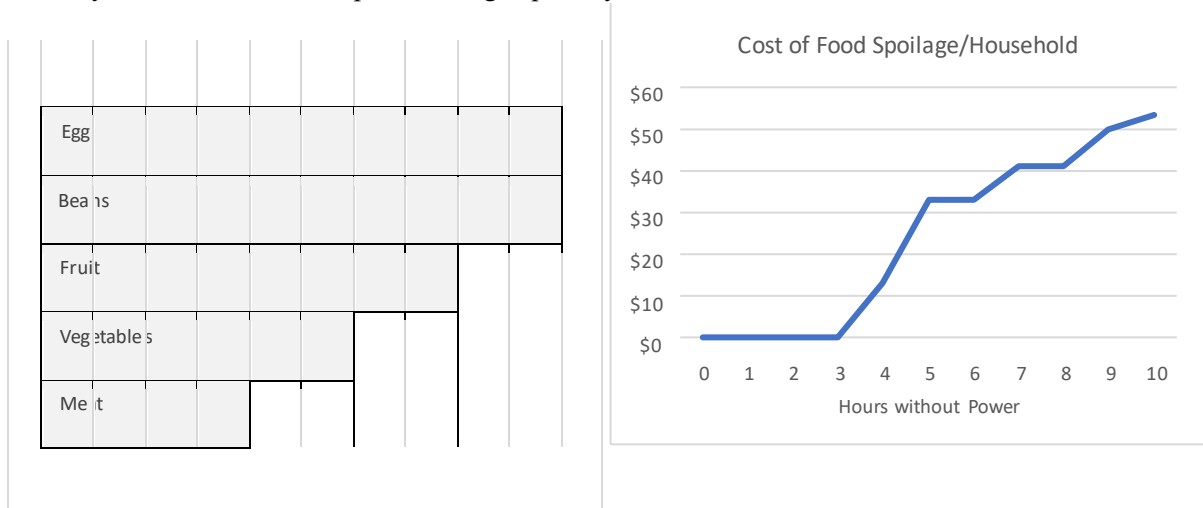 Egg
Beans
Fruit
Vegetables
Meat
Cost of Food Spoilage/Household
$60
$50
$40
$30
$20
$10
$0
0 1 2 3 4 5 6 7 8 9 10
Hours without Power